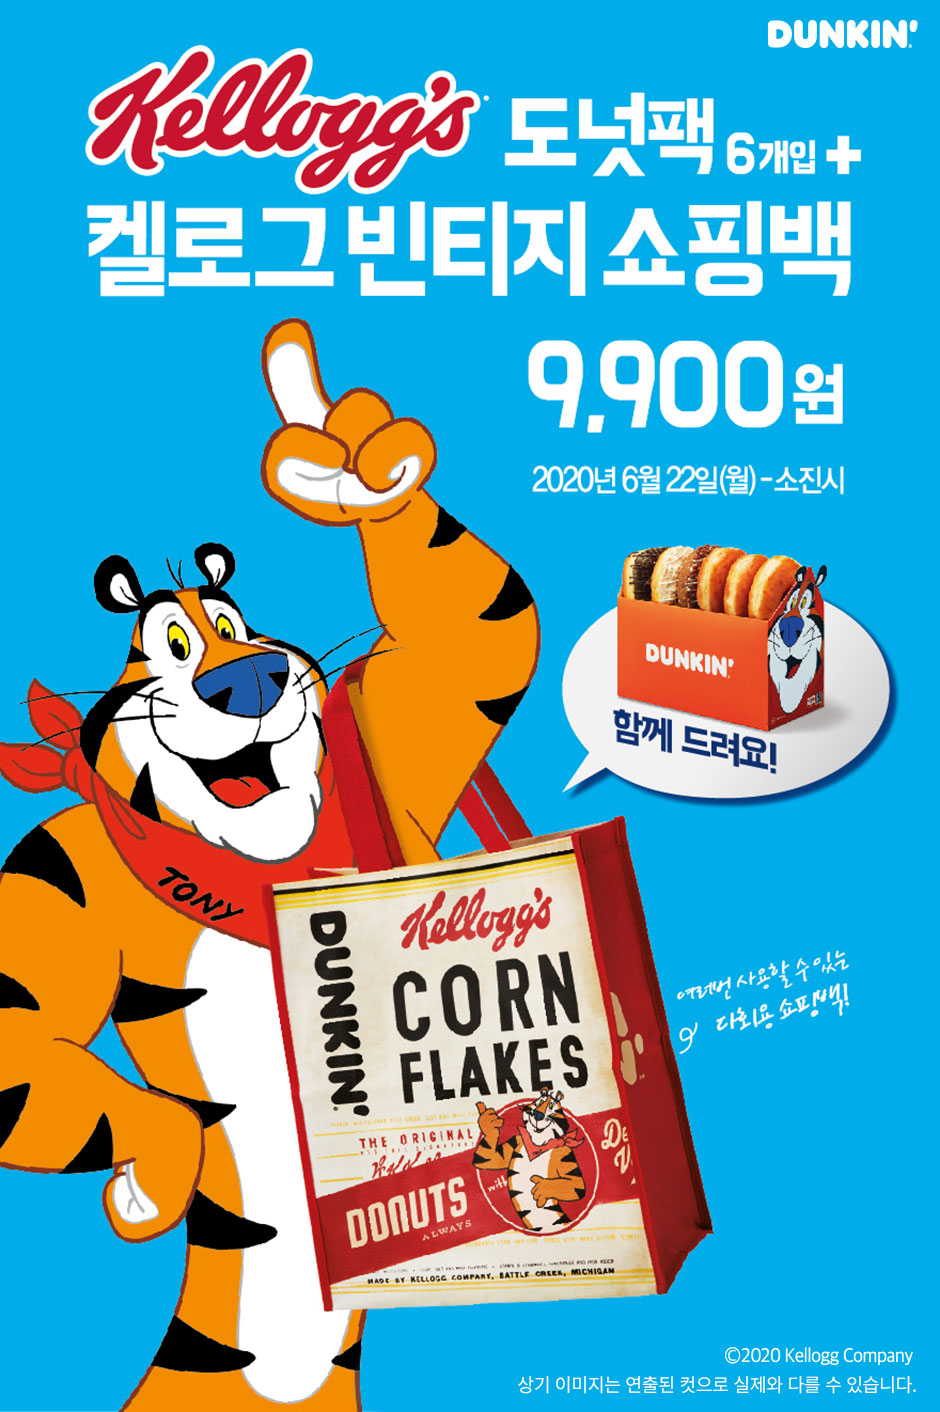 DUNKIN'
Kellogg's 도넛팩 6개입 +
켈로그 빈티지 쇼핑백
9,900원
2020년 6월 22일(월) - 소진시
DUNKIN'
함께 드려요!
TONY
Kellogg's
DUNKIN'
CORN
FLAKES
THE ORIGINAL
DONUTS
with
ALWAYS
MADE BY KELLOGG COMPANY, BATTLE CREEK, MICHIGAN
여러번 사용할 수 있는
다회용 쇼핑백!
©2020 Kellogg Company
상기 이미지는 연출된 컷으로 실제와 다를 수 있습니다.